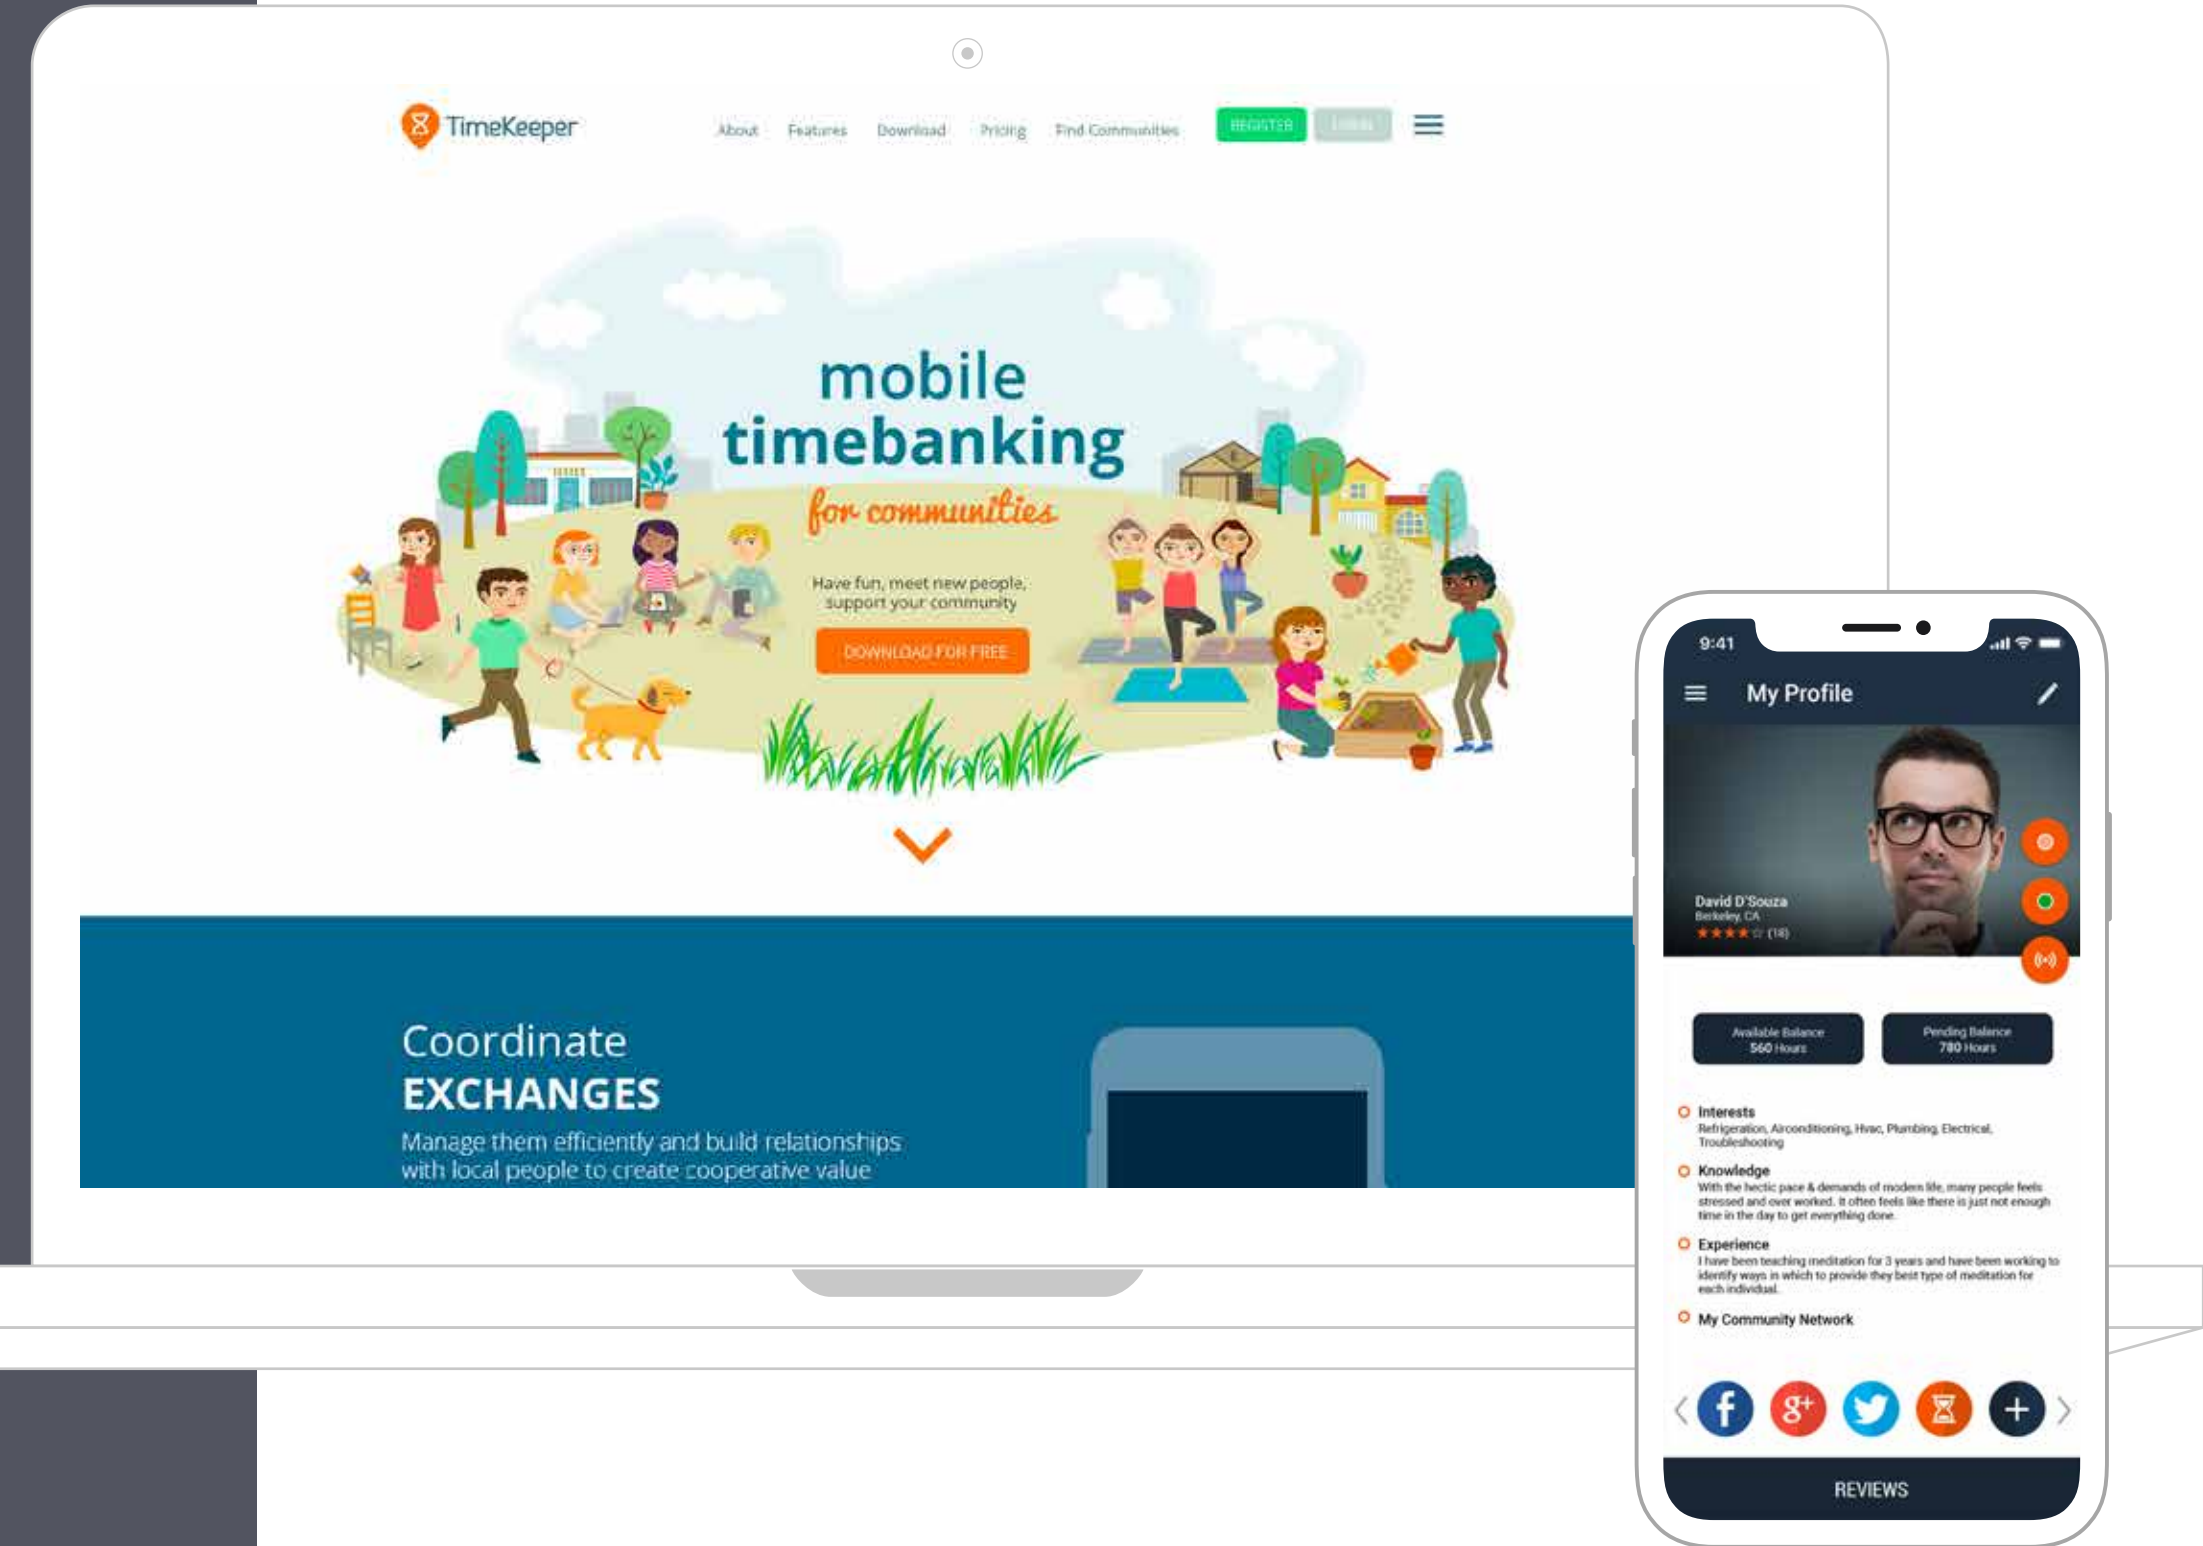 TimeKeeper
About Features Download Pricing Find Communities REGISTER LOGIN
mobile
timebanking
for communities
Have fun, meet new people,
support your community
DOWNLOAD FOR FREE
Coordinate
EXCHANGES
Manage them efficiently and build relationships
with local people to create cooperative value
9:41
My Profile
David D'Souza
Berkeley, CA
(18)
Available Balance
560 Hours
Pending Balance
780 Hours
Interests
Refrigeration, Airconditioning, Hvac, Plumbing, Electrical,
Troubleshooting
Knowledge
With the hectic pace & demands of modern life, many people feels
stressed and over worked. It often feels like there is just not enough
time in the day to get everything done.
Experience
I have been teaching meditation for 3 years and have been working to
identify ways in which to provide they best type of meditation for
each individual.
My Community Network
f g+
REVIEWS